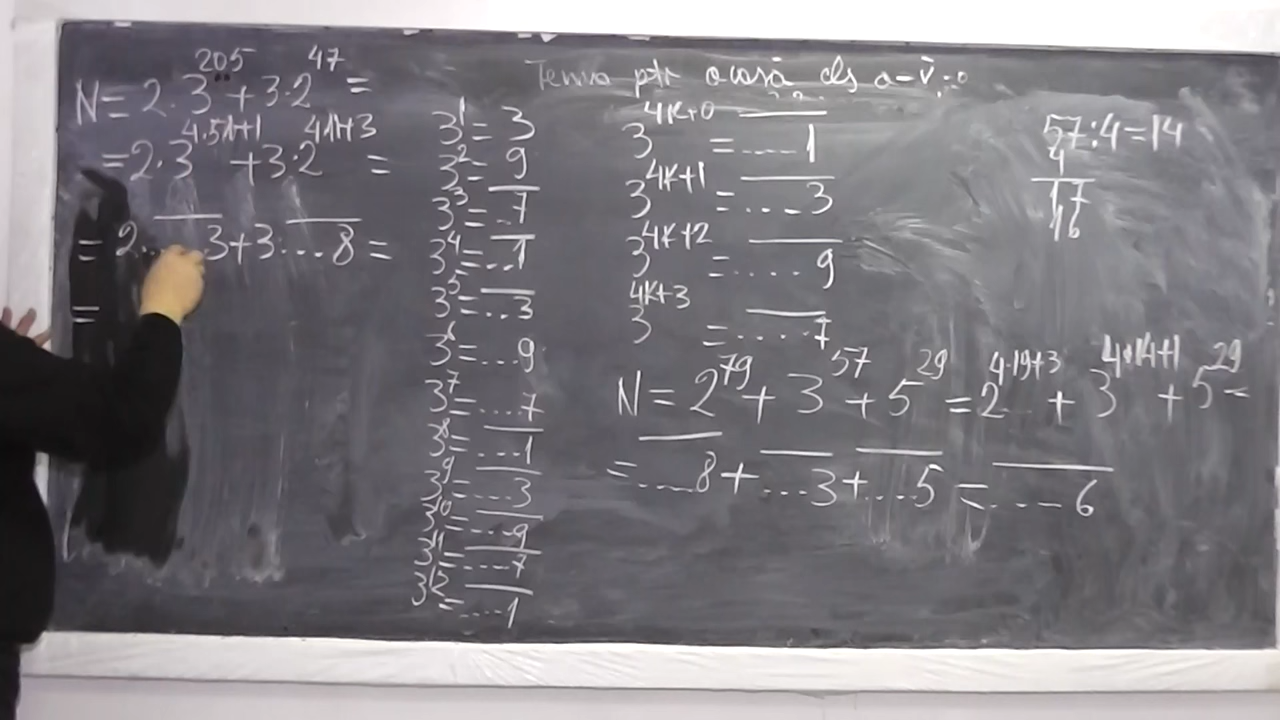 N = 2·3^205 + 3·2^47 =
= 2·3^(4·51+1) + 3·2^(4·11+3) =
= 2·...3 + 3·...8 =
=
3^1 = 3
3^2 = 9
3^3 = ..7
3^4 = ...1
3^5 = ...3
3^6 = ...9
3^7 = ....7
3^8 = ....1
3^9 = ....3
3^10 = ....9
3^11 = .....7
3^12 = ....1
Tema ptr acasă cls a-V
3^(4K+0) = .....1
3^(4K+1) = ....3
3^(4K+2) = .....9
3^(4K+3) = .....7
57:4=14
4
17
16
N = 2^79 + 3^57 + 5^29 = 2^(4·19+3) + 3^(4·14+1) + 5^29 =
= ....8 + ...3 + ...5 = ....6